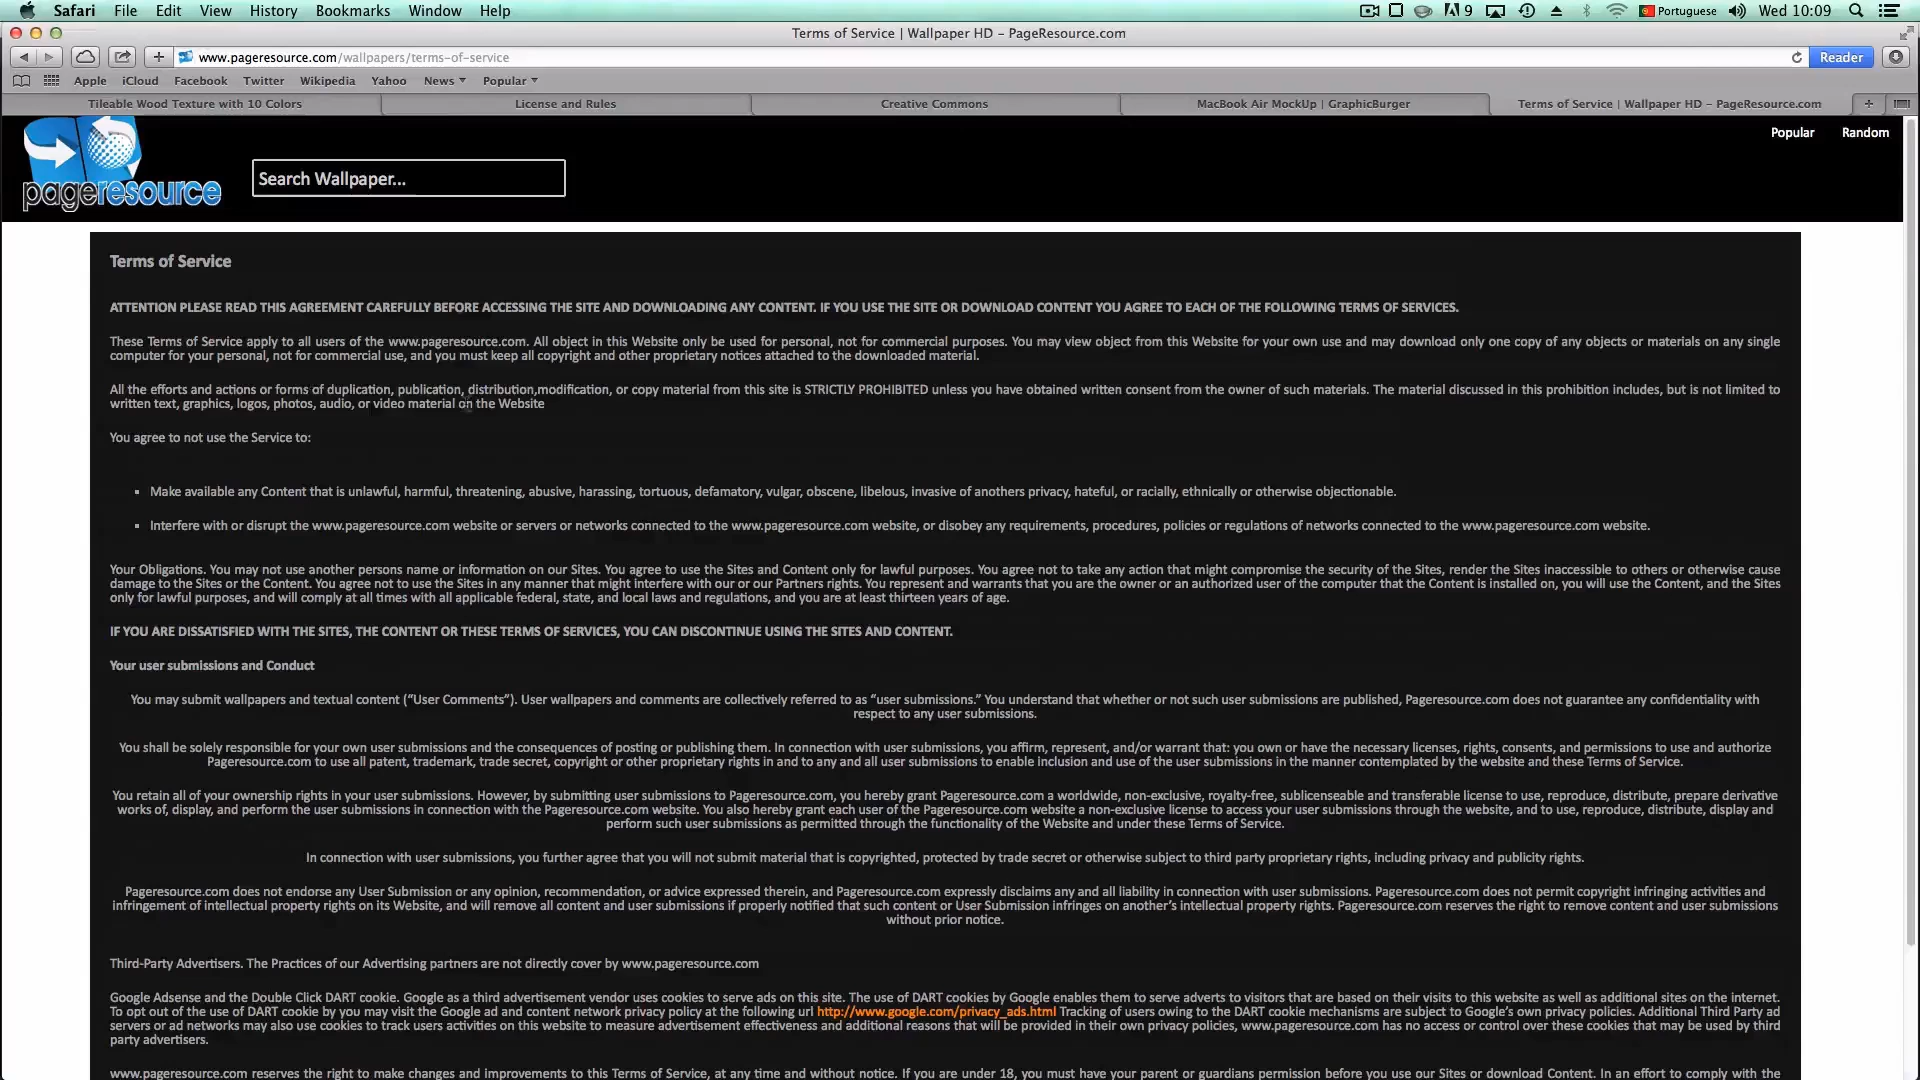 Safari File Edit View History Bookmarks Window Help 9 Portuguese Wed 10:09
Terms of Service | Wallpaper HD – PageResource.com
www.pageresource.com/wallpapers/terms-of-service Reader
Apple iCloud Facebook Twitter Wikipedia Yahoo News Popular
Tileable Wood Texture with 10 Colors License and Rules Creative Commons MacBook Air MockUp | GraphicBurger Terms of Service | Wallpaper HD – PageResource.com
Popular Random
pageresource Search Wallpaper...
Terms of Service
ATTENTION PLEASE READ THIS AGREEMENT CAREFULLY BEFORE ACCESSING THE SITE AND DOWNLOADING ANY CONTENT. IF YOU USE THE SITE OR DOWNLOAD CONTENT YOU AGREE TO EACH OF THE FOLLOWING TERMS OF SERVICES.
These Terms of Service apply to all users of the www.pageresource.com. All object in this Website only be used for personal, not for commercial purposes. You may view object from this Website for your own use and may download only one copy of any objects or materials on any single
computer for your personal, not for commercial use, and you must keep all copyright and other proprietary notices attached to the downloaded material.
All the efforts and actions or forms of duplication, publication, distribution,modification, or copy material from this site is STRICTLY PROHIBITED unless you have obtained written consent from the owner of such materials. The material discussed in this prohibition includes, but is not limited to
written text, graphics, logos, photos, audio, or video material on the Website
You agree to not use the Service to:
▪ Make available any Content that is unlawful, harmful, threatening, abusive, harassing, tortuous, defamatory, vulgar, obscene, libelous, invasive of anothers privacy, hateful, or racially, ethnically or otherwise objectionable.
▪ Interfere with or disrupt the www.pageresource.com website or servers or networks connected to the www.pageresource.com website, or disobey any requirements, procedures, policies or regulations of networks connected to the www.pageresource.com website.
Your Obligations. You may not use another persons name or information on our Sites. You agree to use the Sites and Content only for lawful purposes. You agree not to take any action that might compromise the security of the Sites, render the Sites inaccessible to others or otherwise cause
damage to the Sites or the Content. You agree not to use the Sites in any manner that might interfere with our or our Partners rights. You represent and warrants that you are the owner or an authorized user of the computer that the Content is installed on, you will use the Content, and the Sites
only for lawful purposes, and will comply at all times with all applicable federal, state, and local laws and regulations, and you are at least thirteen years of age.
IF YOU ARE DISSATISFIED WITH THE SITES, THE CONTENT OR THESE TERMS OF SERVICES, YOU CAN DISCONTINUE USING THE SITES AND CONTENT.
Your user submissions and Conduct
You may submit wallpapers and textual content (“User Comments”). User wallpapers and comments are collectively referred to as “user submissions.” You understand that whether or not such user submissions are published, Pageresource.com does not guarantee any confidentiality with
respect to any user submissions.
You shall be solely responsible for your own user submissions and the consequences of posting or publishing them. In connection with user submissions, you affirm, represent, and/or warrant that: you own or have the necessary licenses, rights, consents, and permissions to use and authorize
Pageresource.com to use all patent, trademark, trade secret, copyright or other proprietary rights in and to any and all user submissions to enable inclusion and use of the user submissions in the manner contemplated by the website and these Terms of Service.
You retain all of your ownership rights in your user submissions. However, by submitting user submissions to Pageresource.com, you hereby grant Pageresource.com a worldwide, non-exclusive, royalty-free, sublicenseable and transferable license to use, reproduce, distribute, prepare derivative
works of, display, and perform the user submissions in connection with the Pageresource.com website. You also hereby grant each user of the Pageresource.com website a non-exclusive license to access your user submissions through the website, and to use, reproduce, distribute, display and
perform such user submissions as permitted through the functionality of the Website and under these Terms of Service.
In connection with user submissions, you further agree that you will not submit material that is copyrighted, protected by trade secret or otherwise subject to third party proprietary rights, including privacy and publicity rights.
Pageresource.com does not endorse any User Submission or any opinion, recommendation, or advice expressed therein, and Pageresource.com expressly disclaims any and all liability in connection with user submissions. Pageresource.com does not permit copyright infringing activities and
infringement of intellectual property rights on its Website, and will remove all content and user submissions if properly notified that such content or User Submission infringes on another’s intellectual property rights. Pageresource.com reserves the right to remove content and user submissions
without prior notice.
Third-Party Advertisers. The Practices of our Advertising partners are not directly cover by www.pageresource.com
Google Adsense and the Double Click DART cookie. Google as a third advertisement vendor uses cookies to serve ads on this site. The use of DART cookies by Google enables them to serve adverts to visitors that are based on their visits to this website as well as additional sites on the internet.
To opt out of the use of DART cookie by you may visit the Google ad and content network privacy policy at the following url http://www.google.com/privacy_ads.html Tracking of users owing to the DART cookie mechanisms are subject to Google’s own privacy policies. Additional Third Party ad
servers or ad networks may also use cookies to track users activities on this website to measure advertisement effectiveness and additional reasons that will be provided in their own privacy policies, www.pageresource.com has no access or control over these cookies that may be used by third
party advertisers.
www.pageresource.com reserves the right to make changes and improvements to this Terms of Service, at any time and without notice. If you are under 18, you must have your parent or guardians permission before you use our Sites or download Content. In an effort to comply with the